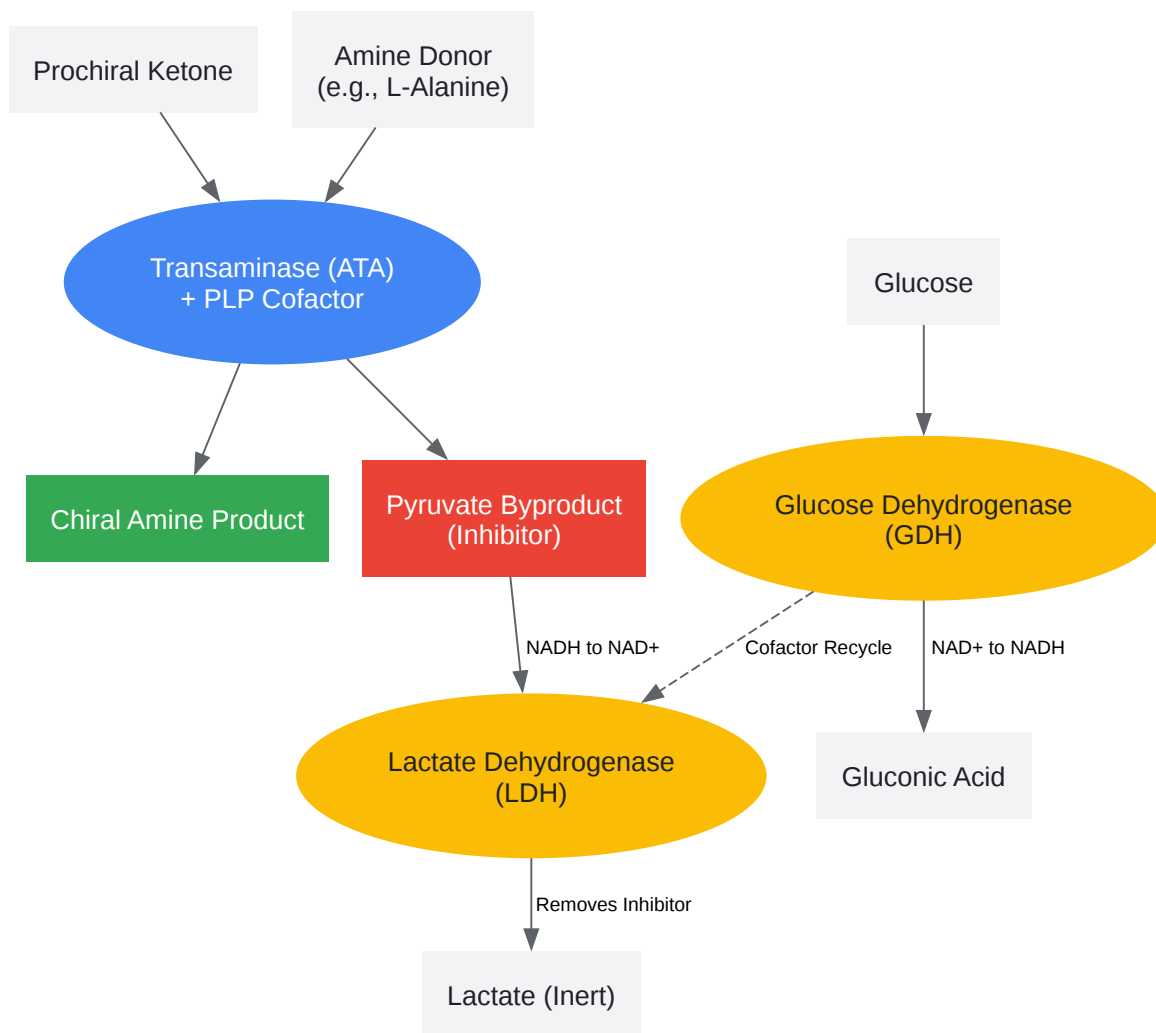 Prochiral Ketone
Amine Donor
(e.g., L-Alanine)
Transaminase (ATA)
+ PLP Cofactor
Glucose
Chiral Amine Product
Pyruvate Byproduct
(Inhibitor)
Glucose Dehydrogenase
(GDH)
NADH to NAD+
Cofactor Recycle
NAD+ to NADH
Lactate Dehydrogenase
(LDH)
Gluconic Acid
Removes Inhibitor
Lactate (Inert)